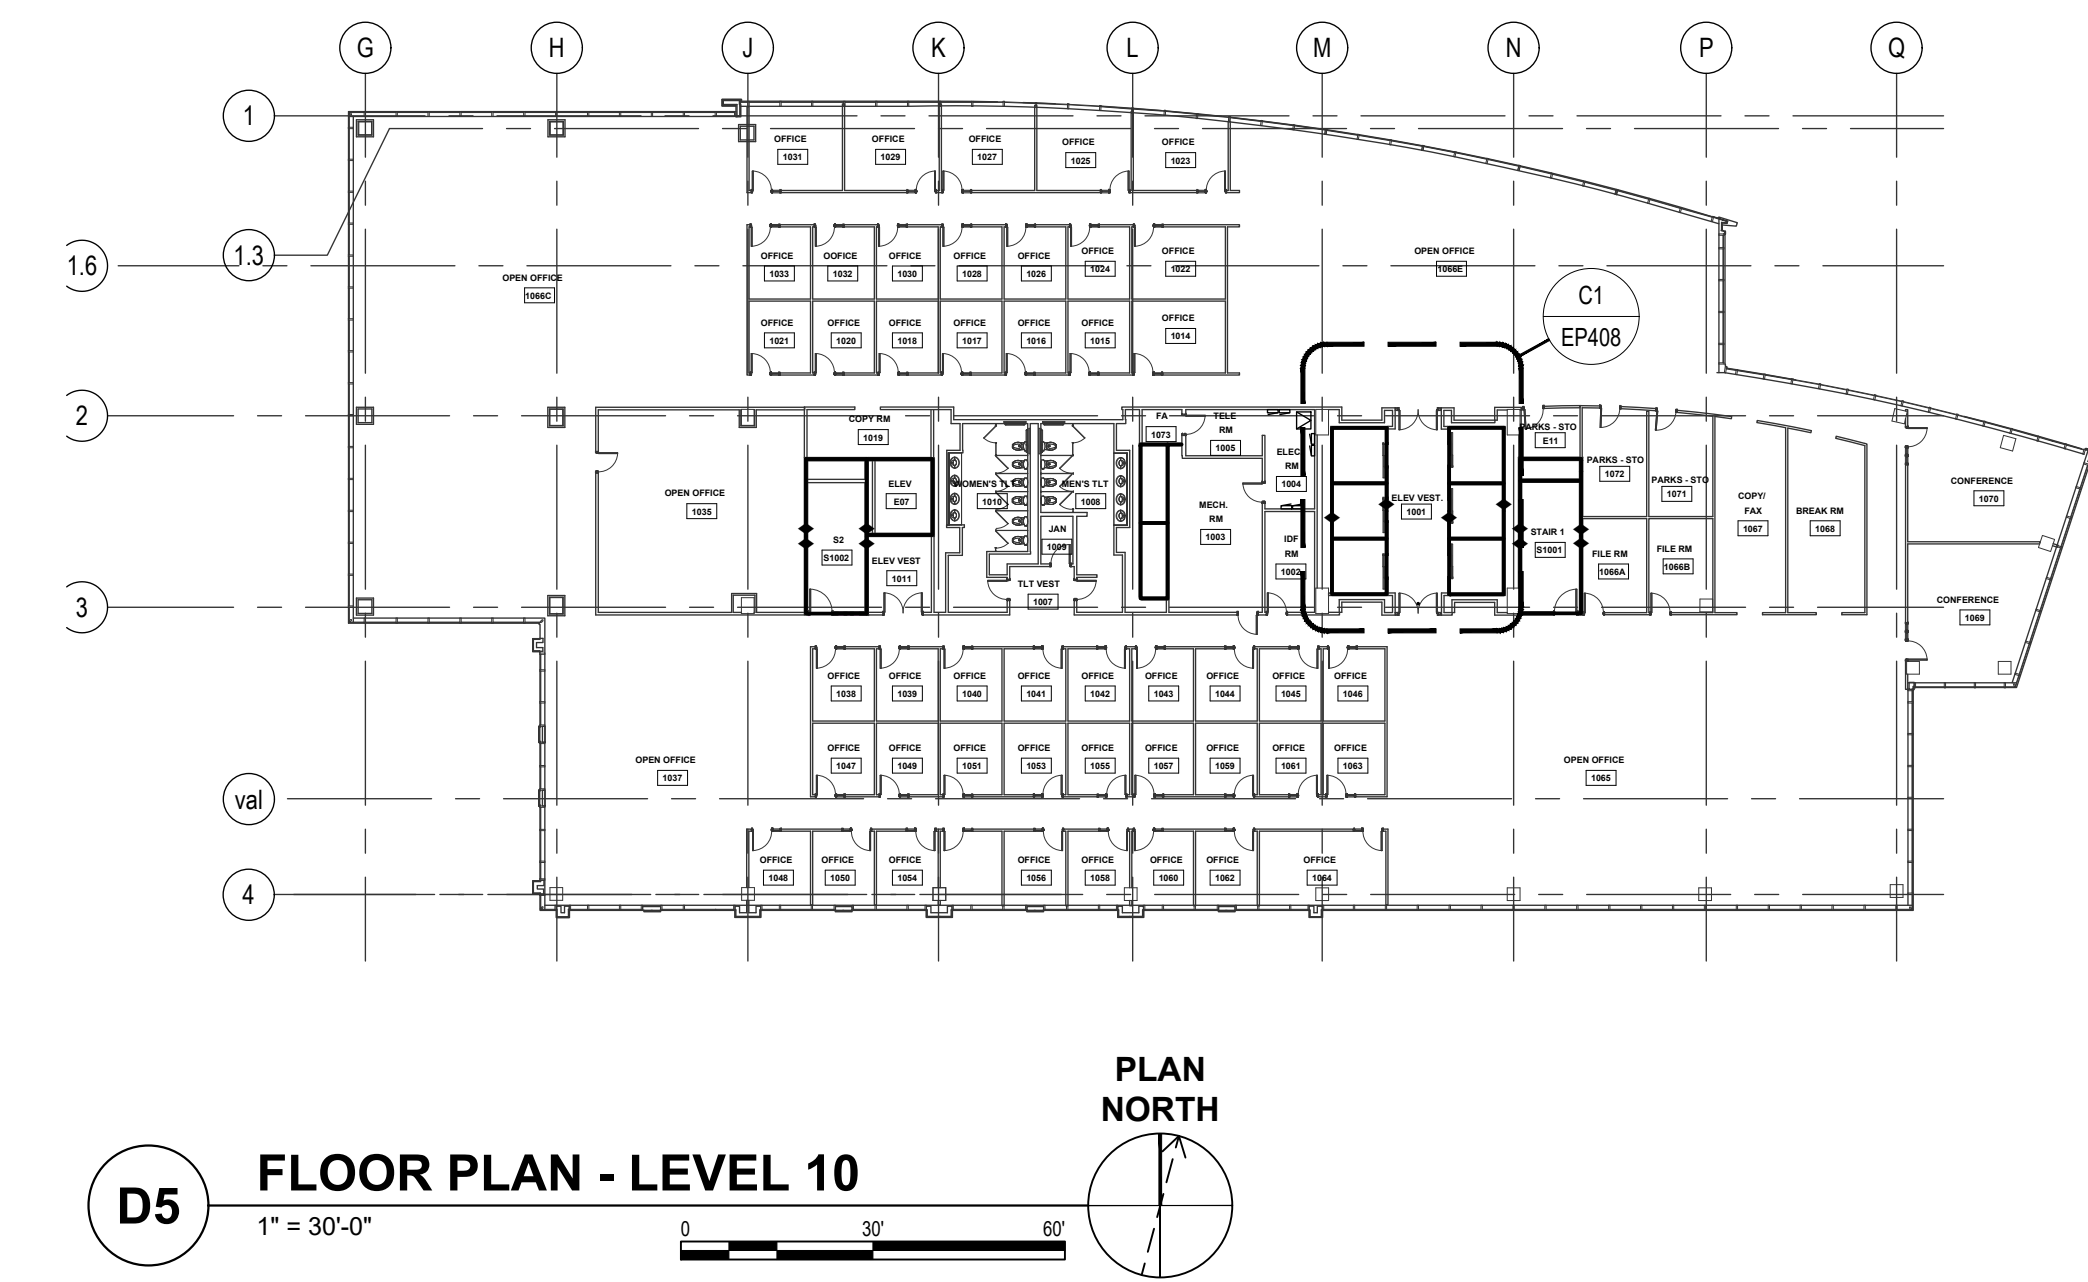 G H J K L M N P Q
1
1.3
1.6
OFFICE 1031
OFFICE 1029
OFFICE 1027
OFFICE 1025
OFFICE 1023
OPEN OFFICE 1066C
OFFICE 1033
OOFICE 1032
OFFICE 1030
OFFICE 1028
OFFICE 1026
OFFICE 1024
OFFICE 1022
OPEN OFFICE 1066E
C1
EP408
OFFICE 1021
OFFICE 1020
OFFICE 1018
OFFICE 1017
OFFICE 1016
OFFICE 1015
OFFICE 1014
2
COPY RM 1019
FA 1073
TELE RM 1005
PARKS - STO E11
ELEC RM 1004
PARKS - STO 1072
PARKS - STO 1071
OPEN OFFICE 1035
ELEV E07
WOMEN'S TLT 1010
MEN'S TLT 1008
MECH. RM 1003
ELEV VEST. 1001
COPY/ FAX 1067
BREAK RM 1068
CONFERENCE 1070
S2 S1002
JAN 1009
IDF RM 1002
STAIR 1 S1001
ELEV VEST 1011
FILE RM 1066A
FILE RM 1066B
TLT VEST 1007
3
CONFERENCE 1069
OFFICE 1038
OFFICE 1039
OFFICE 1040
OFFICE 1041
OFFICE 1042
OFFICE 1043
OFFICE 1044
OFFICE 1045
OFFICE 1046
OPEN OFFICE 1037
OFFICE 1047
OFFICE 1049
OFFICE 1051
OFFICE 1053
OFFICE 1055
OFFICE 1057
OFFICE 1059
OFFICE 1061
OFFICE 1063
OPEN OFFICE 1065
val
OFFICE 1048
OFFICE 1050
OFFICE 1054
OFFICE 1056
OFFICE 1058
OFFICE 1060
OFFICE 1062
OFFICE 1064
4
PLAN
NORTH
D5
FLOOR PLAN - LEVEL 10
1" = 30'-0"
0 30' 60'